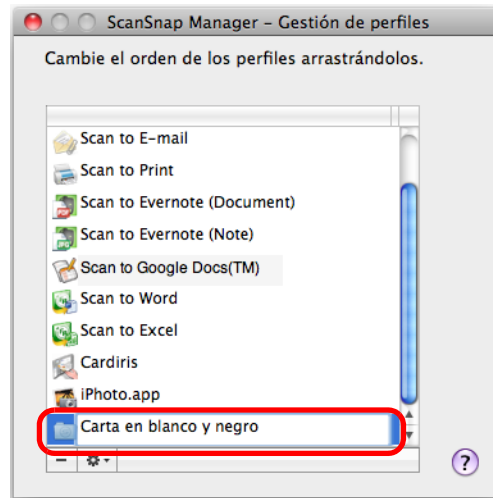 ScanSnap Manager – Gestión de perfiles
Cambie el orden de los perfiles arrastrándolos.
Scan to E-mail
Scan to Print
Scan to Evernote (Document)
Scan to Evernote (Note)
Scan to Google Docs(TM)
Scan to Word
Scan to Excel
Cardiris
iPhoto.app
Carta en blanco y negro
?